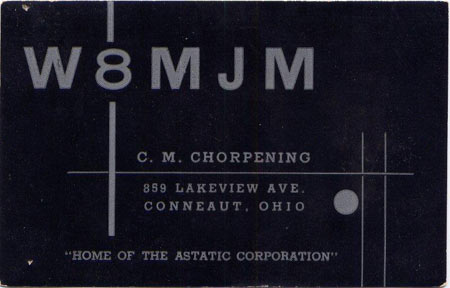 W8MJM
C. M. CHORPENING
859 LAKEVIEW AVE.
CONNEAUT, OHIO
"HOME OF THE ASTATIC CORPORATION"